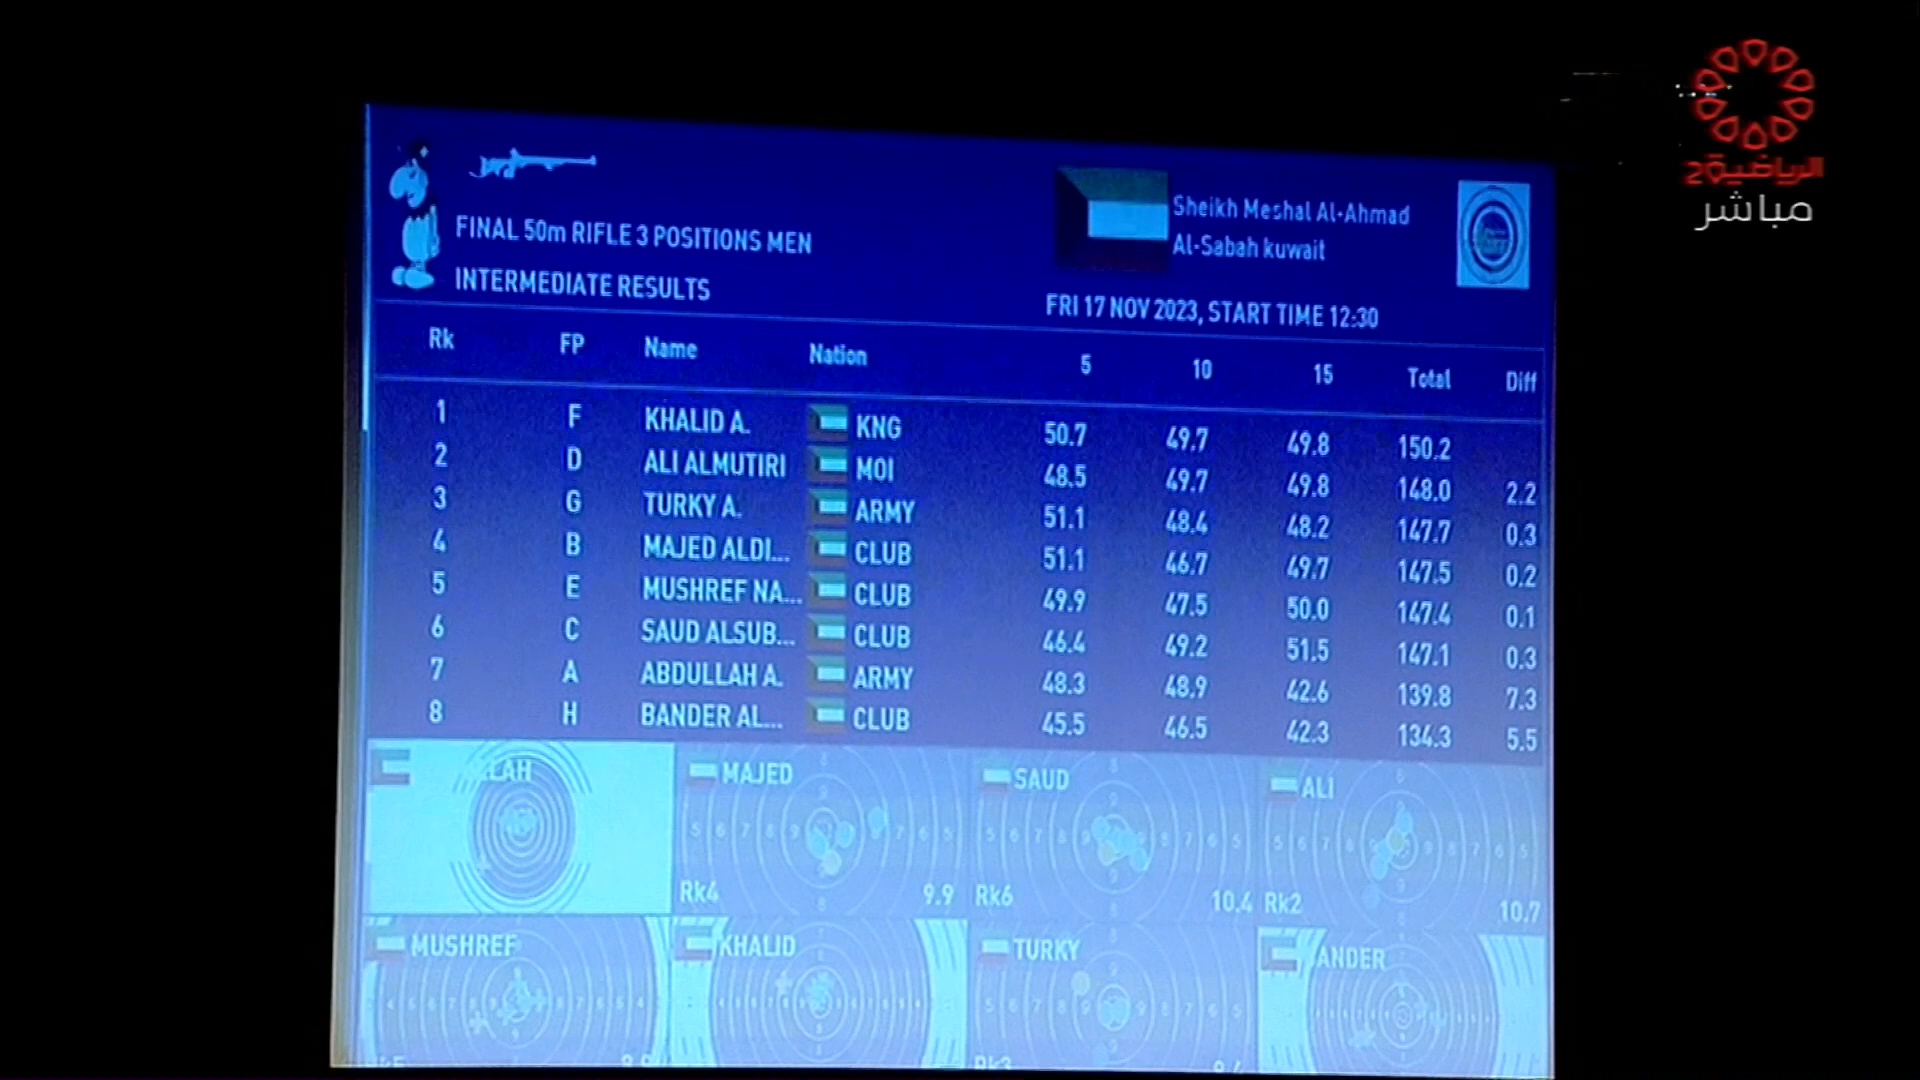 الرياضية
مباشر
FINAL 50m RIFLE 3 POSITIONS MEN
INTERMEDIATE RESULTS
Sheikh Meshal Al-Ahmad
Al-Sabah kuwait
FRI 17 NOV 2023, START TIME 12:30
Rk FP Name Nation 5 10 15 Total Diff
1 F KHALID A. KNG 50.7 49.7 49.8 150.2
2 D ALI ALMUTIRI MOI 48.5 49.7 49.8 148.0 2.2
3 G TURKY A. ARMY 51.1 48.4 48.2 147.7 0.3
4 B MAJED ALDI... CLUB 51.1 46.7 49.7 147.5 0.2
5 E MUSHREF NA... CLUB 49.9 47.5 50.0 147.4 0.1
6 C SAUD ALSUB... CLUB 46.4 49.2 51.5 147.1 0.3
7 A ABDULLAH A. ARMY 48.3 48.9 42.6 139.8 7.3
8 H BANDER AL... CLUB 45.5 46.5 42.3 134.3 5.5
LLAH MAJED SAUD ALI
Rk4 9.9 Rk6 10.4 Rk2 10.7
MUSHREF KHALID TURKY ANDER
Rk3